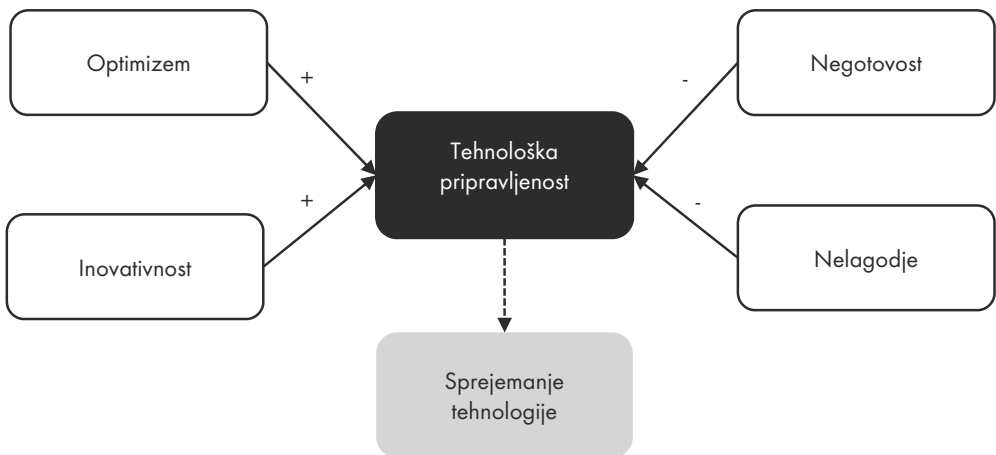 Optimizem
Negotovost
+
-
Tehnološka
pripravljenost
+
-
Inovativnost
Nelagodje
Sprejemanje
tehnologije